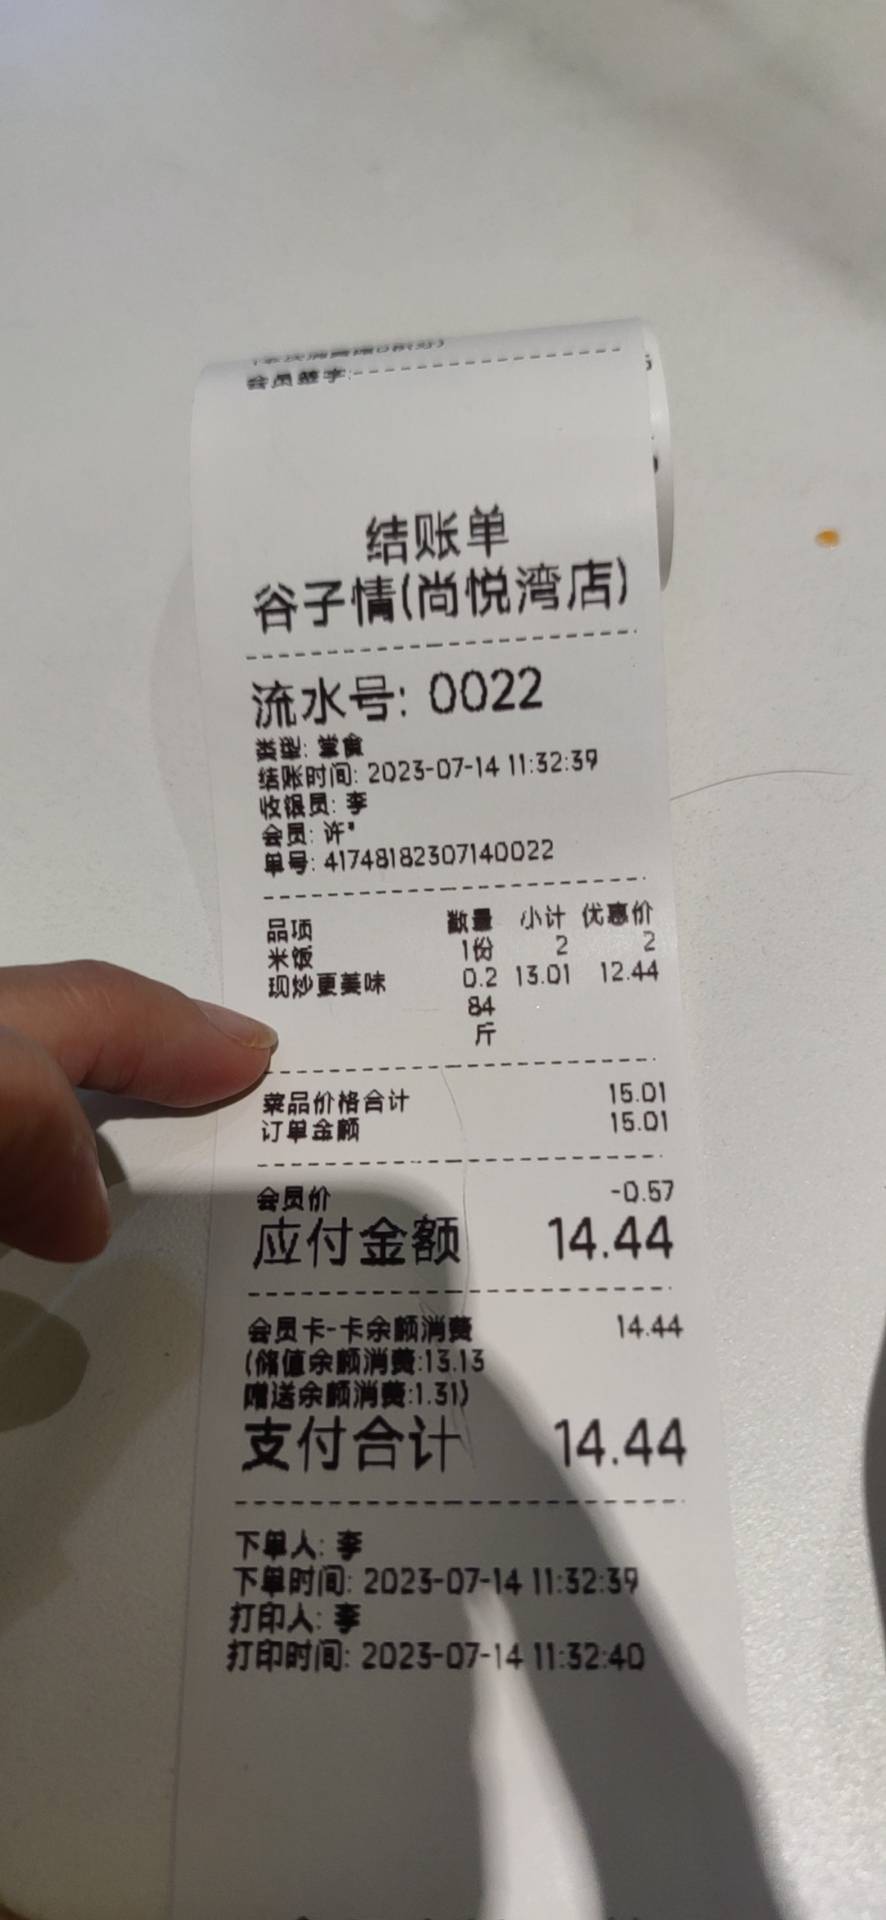 会员签字:
结账单
谷子情(尚悦湾店)
流水号: 0022
类型: 堂食
结账时间: 2023-07-14 11:32:39
收银员: 李
会员: 许*
单号: 41748182307140022
品项 数量 小计 优惠价
米饭 1份 2 2
现炒更美味 0.2 13.01 12.44
84
斤
菜品价格合计 15.01
订单金额 15.01
会员价 -0.57
应付金额 14.44
会员卡-卡余额消费 14.44
(储值余额消费:13.13
赠送余额消费:1.31)
支付合计 14.44
下单人: 李
下单时间: 2023-07-14 11:32:39
打印人: 李
打印时间: 2023-07-14 11:32:40